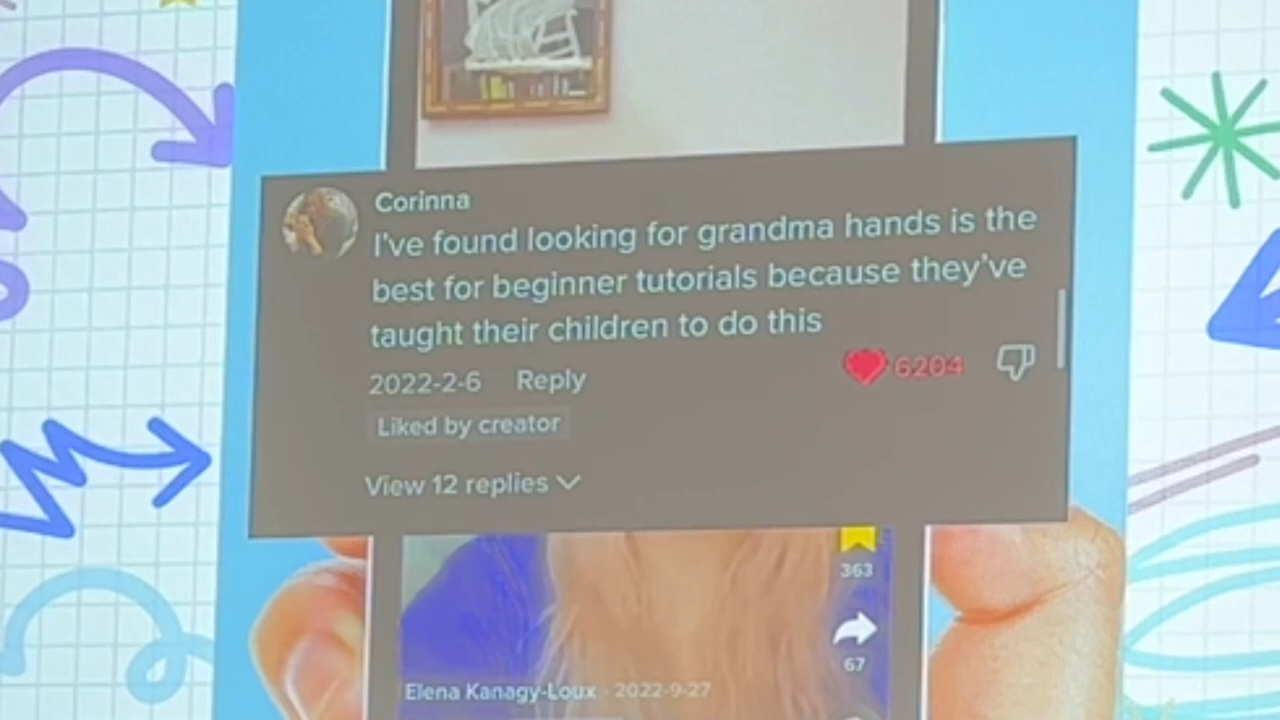 Corinna
I've found looking for grandma hands is the
best for beginner tutorials because they've
taught their children to do this
2022-2-6 Reply
6204
Liked by creator
View 12 replies
363
67
Elena Kanagy-Loux · 2022-9-27